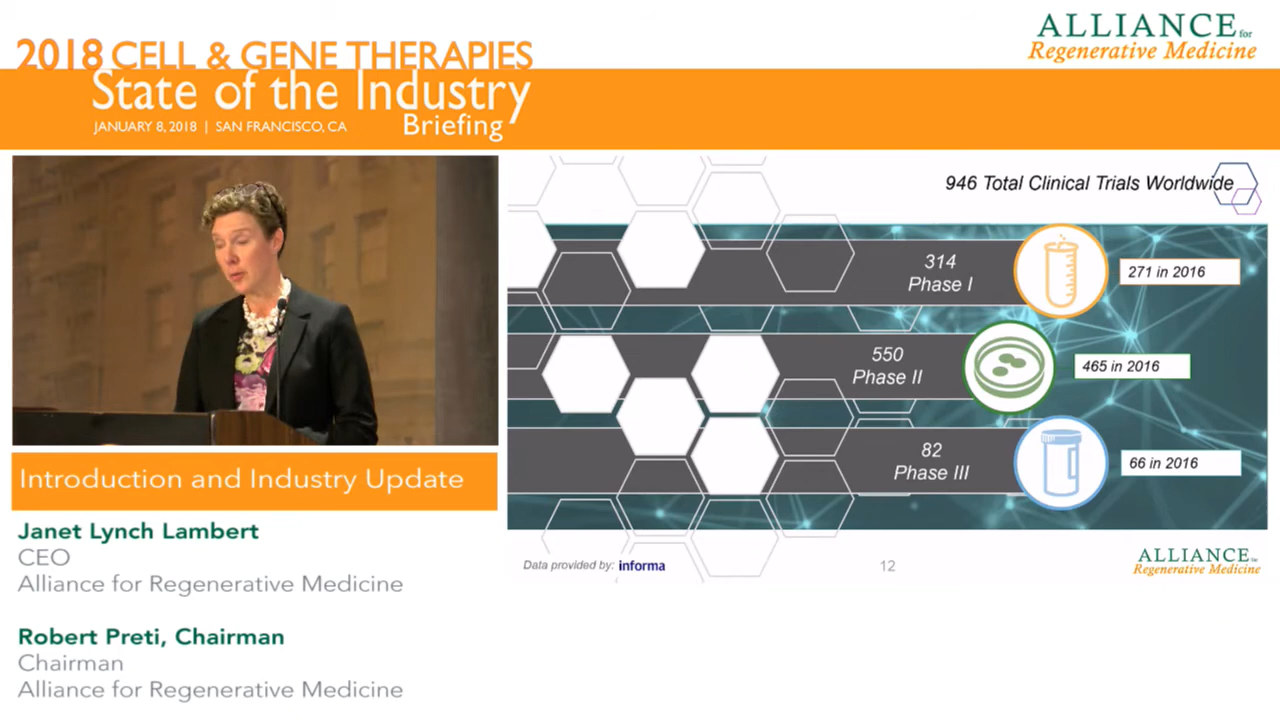 2018 CELL & GENE THERAPIES
State of the Industry
JANUARY 8, 2018 | SAN FRANCISCO, CA
Briefing
ALLIANCE for
Regenerative Medicine
946 Total Clinical Trials Worldwide
314
Phase I
271 in 2016
550
Phase II
465 in 2016
82
Phase III
66 in 2016
Data provided by: informa
12
ALLIANCE for
Regenerative Medicine
Introduction and Industry Update
Janet Lynch Lambert
CEO
Alliance for Regenerative Medicine
Robert Preti, Chairman
Chairman
Alliance for Regenerative Medicine